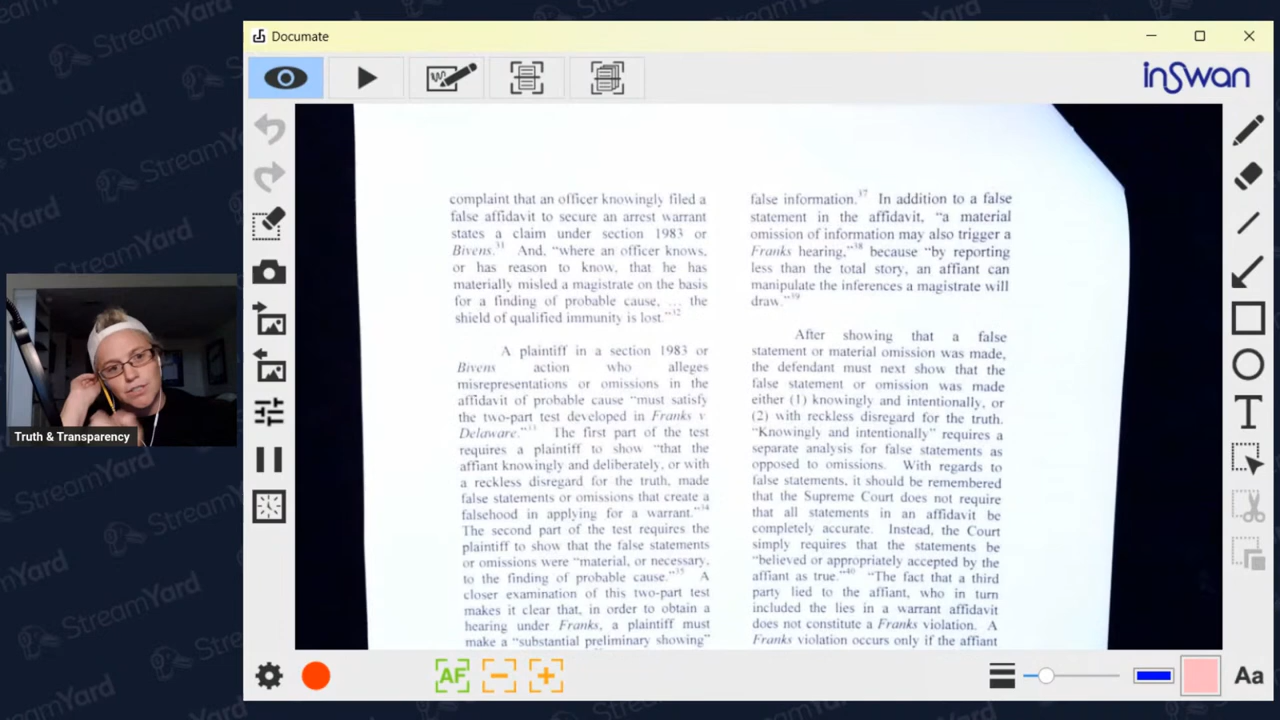 StreamYard
Documate
inSwan
complaint that an officer knowingly filed a
false affidavit to secure an arrest warrant
states a claim under section 1983 or
Bivens.31 And, “where an officer knows,
or has reason to know, that he has
materially misled a magistrate on the basis
for a finding of probable cause, ... the
shield of qualified immunity is lost.”32
A plaintiff in a section 1983 or
Bivens action who alleges
misrepresentations or omissions in the
affidavit of probable cause “must satisfy
the two-part test developed in Franks v
Delaware.”33 The first part of the test
requires a plaintiff to show “that the
affiant knowingly and deliberately, or with
a reckless disregard for the truth, made
false statements or omissions that create a
falsehood in applying for a warrant.”34
The second part of the test requires the
plaintiff to show that the false statements
or omissions were “material, or necessary,
to the finding of probable cause.”35 A
closer examination of this two-part test
makes it clear that, in order to obtain a
hearing under Franks, a plaintiff must
make a “substantial preliminary showing”
false information.37 In addition to a false
statement in the affidavit, “a material
omission of information may also trigger a
Franks hearing,”38 because “by reporting
less than the total story, an affiant can
manipulate the inferences a magistrate will
draw.”39
After showing that a false
statement or material omission was made,
the defendant must next show that the
false statement or omission was made
either (1) knowingly and intentionally, or
(2) with reckless disregard for the truth.
“Knowingly and intentionally” requires a
separate analysis for false statements as
opposed to omissions. With regards to
false statements, it should be remembered
that the Supreme Court does not require
that all statements in an affidavit be
completely accurate. Instead, the Court
simply requires that the statements be
“believed or appropriately accepted by the
affiant as true.”40 “The fact that a third
party lied to the affiant, who in turn
included the lies in a warrant affidavit
does not constitute a Franks violation. A
Franks violation occurs only if the affiant
Truth & Transparency
AF
T
Aa